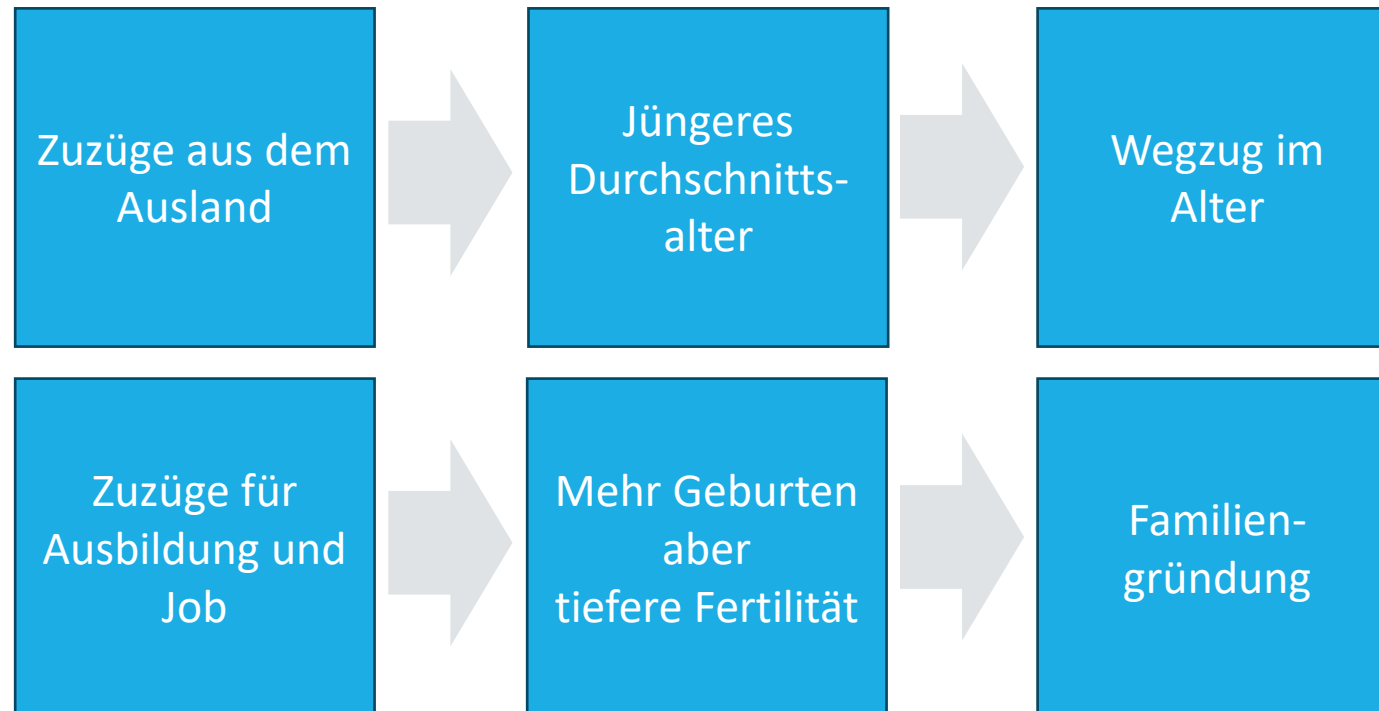 Zuzüge aus dem
Ausland
Jüngeres
Durchschnitts-
alter
Wegzug im
Alter
Zuzüge für
Ausbildung und
Job
Mehr Geburten
aber
tiefere Fertilität
Familien-
gründung